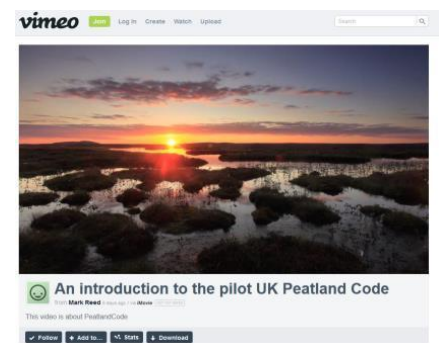 vimeo Join Log In Create Watch Upload Search
An introduction to the pilot UK Peatland Code
from Mark Reed
This video is about PeatlandCode
Follow + Add to... Stats Download